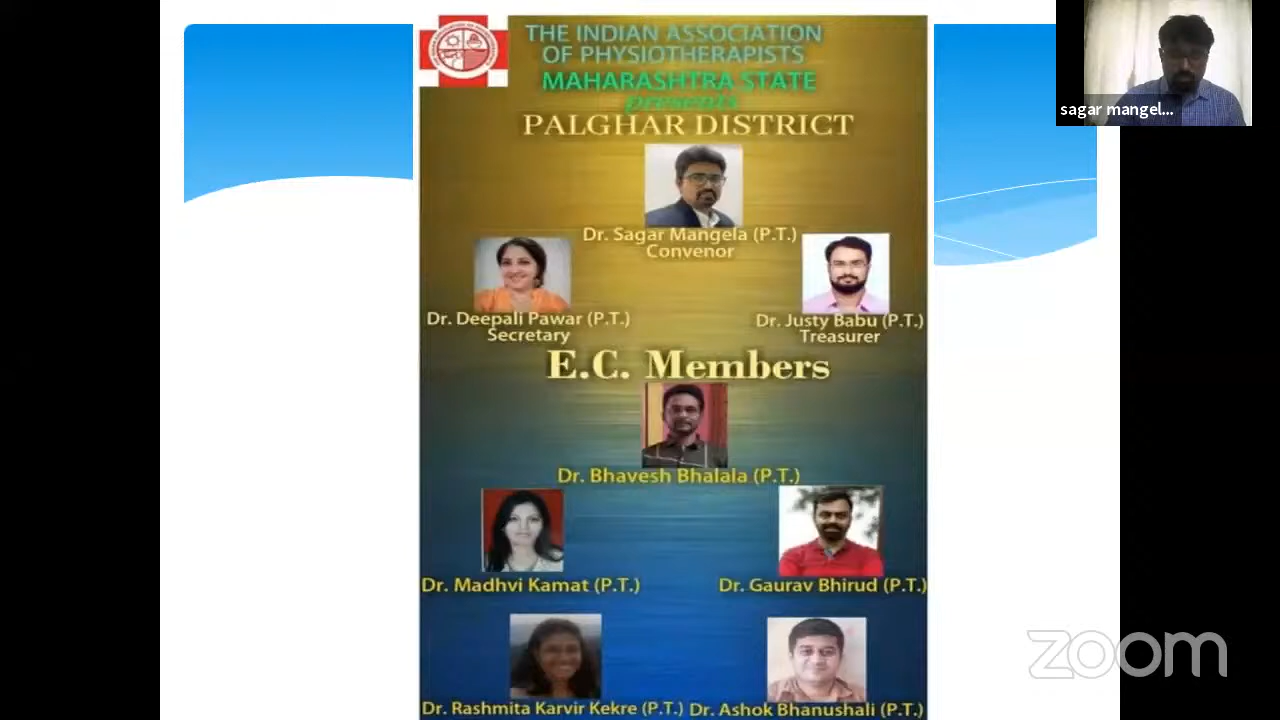 THE INDIAN ASSOCIATION
OF PHYSIOTHERAPISTS
MAHARASHTRA STATE
presents
PALGHAR DISTRICT
sagar mangel...
Dr. Sagar Mangela (P.T.)
Convenor
Dr. Deepali Pawar (P.T.)
Secretary
Dr. Justy Babu (P.T.)
Treasurer
E.C. Members
Dr. Bhavesh Bhalala (P.T.)
Dr. Madhvi Kamat (P.T.)
Dr. Gaurav Bhirud (P.T.)
Dr. Rashmita Karvir Kekre (P.T.)
Dr. Ashok Bhanushali (P.T.)
zoom